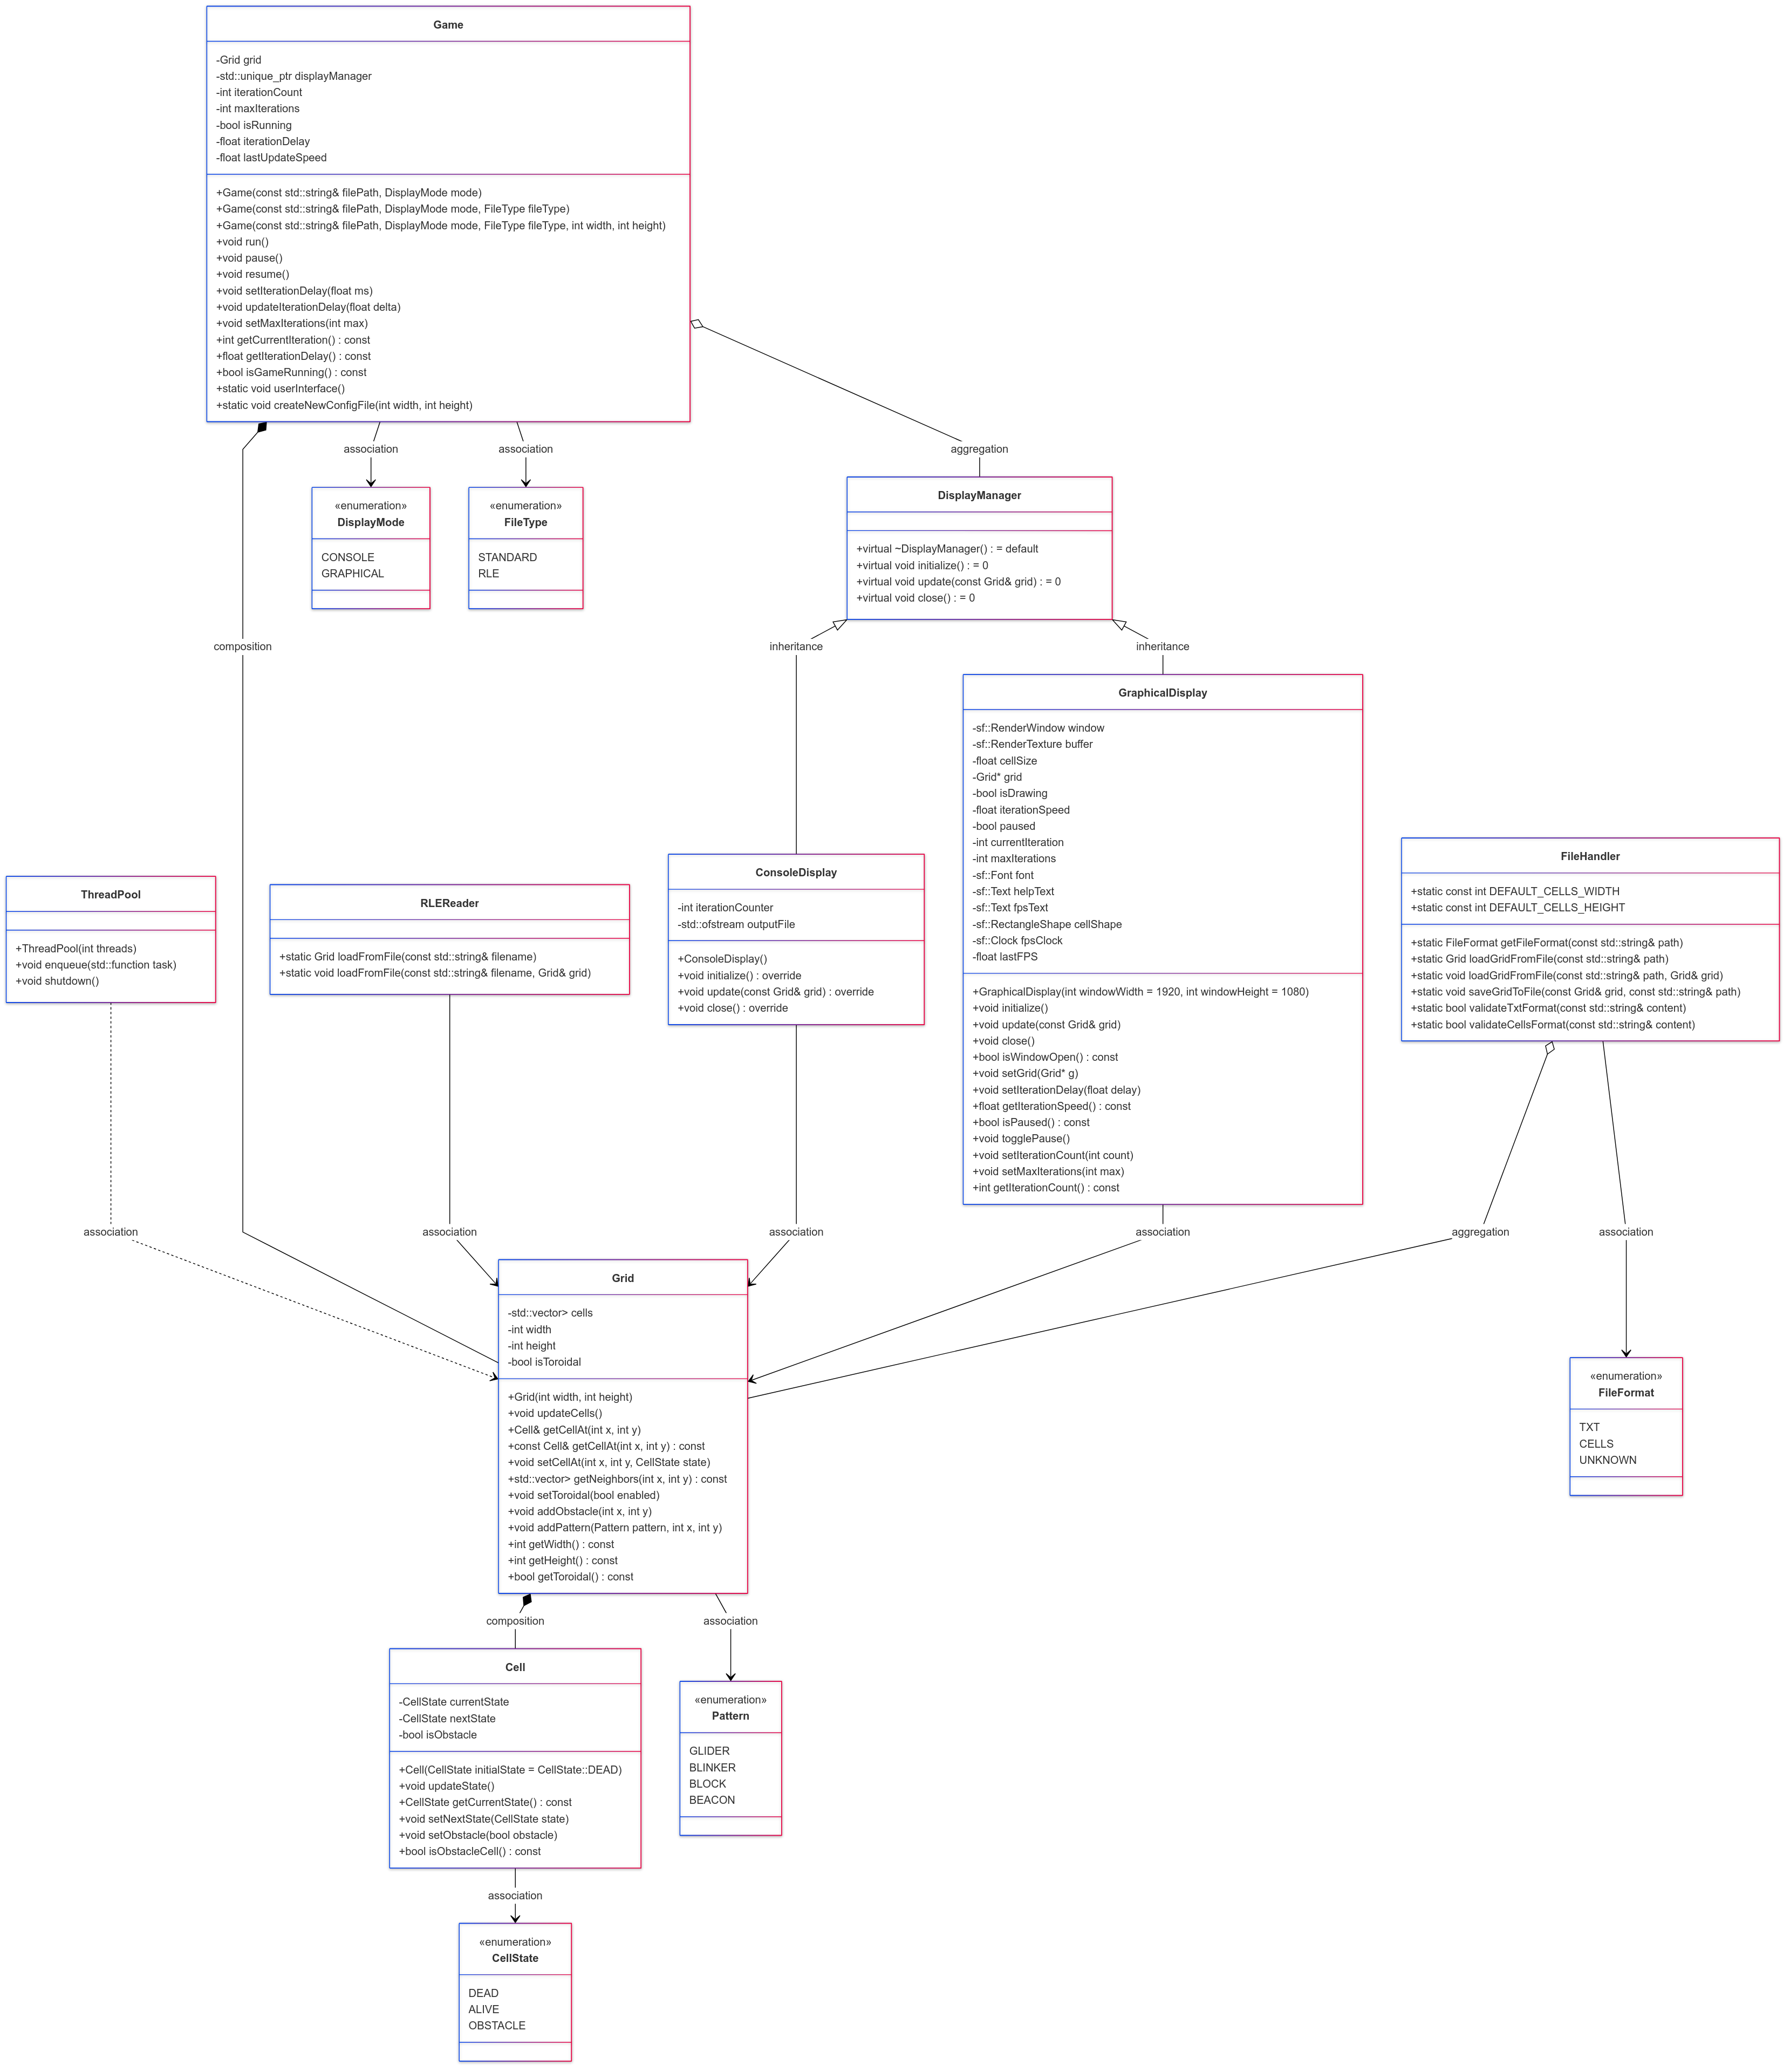 Game
-Grid grid
-std::unique_ptr displayManager
-int iterationCount
-int maxIterations
-bool isRunning
-float iterationDelay
-float lastUpdateSpeed
+Game(const std::string& filePath, DisplayMode mode)
+Game(const std::string& filePath, DisplayMode mode, FileType fileType)
+Game(const std::string& filePath, DisplayMode mode, FileType fileType, int width, int height)
+void run()
+void pause()
+void resume()
+void setIterationDelay(float ms)
+void updateIterationDelay(float delta)
+void setMaxIterations(int max)
+int getCurrentIteration() : const
+float getIterationDelay() : const
+bool isGameRunning() : const
+static void userInterface()
+static void createNewConfigFile(int width, int height)
association
association
aggregation
«enumeration»
DisplayMode
CONSOLE
GRAPHICAL
«enumeration»
FileType
STANDARD
RLE
DisplayManager
+virtual ~DisplayManager() : = default
+virtual void initialize() : = 0
+virtual void update(const Grid& grid) : = 0
+virtual void close() : = 0
composition
inheritance
inheritance
GraphicalDisplay
-sf::RenderWindow window
-sf::RenderTexture buffer
-float cellSize
-Grid* grid
-bool isDrawing
-float iterationSpeed
-bool paused
-int currentIteration
-int maxIterations
-sf::Font font
-sf::Text helpText
-sf::Text fpsText
-sf::RectangleShape cellShape
-sf::Clock fpsClock
-float lastFPS
+GraphicalDisplay(int windowWidth = 1920, int windowHeight = 1080)
+void initialize()
+void update(const Grid& grid)
+void close()
+bool isWindowOpen() : const
+void setGrid(Grid* g)
+void setIterationDelay(float delay)
+float getIterationSpeed() : const
+bool isPaused() : const
+void togglePause()
+void setIterationCount(int count)
+void setMaxIterations(int max)
+int getIterationCount() : const
ThreadPool
+ThreadPool(int threads)
+void enqueue(std::function task)
+void shutdown()
RLEReader
+static Grid loadFromFile(const std::string& filename)
+static void loadFromFile(const std::string& filename, Grid& grid)
ConsoleDisplay
-int iterationCounter
-std::ofstream outputFile
+ConsoleDisplay()
+void initialize() : override
+void update(const Grid& grid) : override
+void close() : override
FileHandler
+static const int DEFAULT_CELLS_WIDTH
+static const int DEFAULT_CELLS_HEIGHT
+static FileFormat getFileFormat(const std::string& path)
+static Grid loadGridFromFile(const std::string& path)
+static void loadGridFromFile(const std::string& path, Grid& grid)
+static void saveGridToFile(const Grid& grid, const std::string& path)
+static bool validateTxtFormat(const std::string& content)
+static bool validateCellsFormat(const std::string& content)
association
association
association
association
aggregation
association
Grid
-std::vector> cells
-int width
-int height
-bool isToroidal
+Grid(int width, int height)
+void updateCells()
+Cell& getCellAt(int x, int y)
+const Cell& getCellAt(int x, int y) : const
+void setCellAt(int x, int y, CellState state)
+std::vector> getNeighbors(int x, int y) : const
+void setToroidal(bool enabled)
+void addObstacle(int x, int y)
+void addPattern(Pattern pattern, int x, int y)
+int getWidth() : const
+int getHeight() : const
+bool getToroidal() : const
«enumeration»
FileFormat
TXT
CELLS
UNKNOWN
composition
association
Cell
-CellState currentState
-CellState nextState
-bool isObstacle
+Cell(CellState initialState = CellState::DEAD)
+void updateState()
+CellState getCurrentState() : const
+void setNextState(CellState state)
+void setObstacle(bool obstacle)
+bool isObstacleCell() : const
«enumeration»
Pattern
GLIDER
BLINKER
BLOCK
BEACON
association
«enumeration»
CellState
DEAD
ALIVE
OBSTACLE